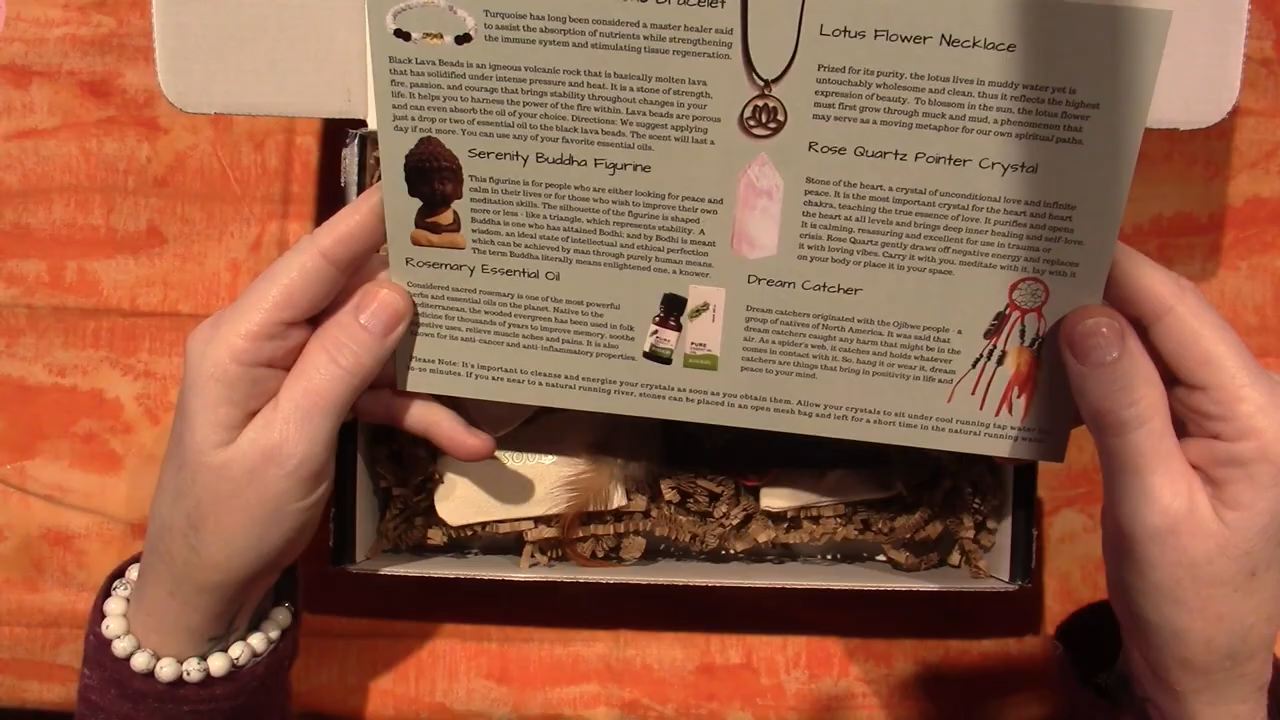 Bracelet
Turquoise has long been considered a master healer said
to assist the absorption of nutrients while strengthening
the immune system and stimulating tissue regeneration.
Black Lava Beads is an igneous volcanic rock that is basically molten lava
that has solidified under intense pressure and heat. It is a stone of strength,
fire, passion, and courage that brings stability throughout changes in your
life. It helps you to harness the power of the fire within. Lava beads are porous
and can even absorb the oil of your choice. Directions: We suggest applying
just a drop or two of essential oil to the black lava beads. The scent will last a
day if not more. You can use any of your favorite essential oils.
Serenity Buddha Figurine
This figurine is for people who are either looking for peace and
calm in their lives or for those who wish to improve their own
meditation skills. The silhouette of the figurine is shaped
more or less - like a triangle, which represents stability. A
Buddha is one who has attained Bodhi; and by Bodhi is meant
wisdom, an ideal state of intellectual and ethical perfection
which can be achieved by man through purely human means.
The term Buddha literally means enlightened one, a knower.
Rosemary Essential Oil
Considered sacred rosemary is one of the most powerful
herbs and essential oils on the planet. Native to the
mediterranean, the wooded evergreen has been used in folk
medicine for thousands of years to improve memory, soothe
digestive uses, relieve muscle aches and pains. It is also
known for its anti-cancer and anti-inflammatory properties.
PURE
PURE
Lotus Flower Necklace
Prized for its purity, the lotus lives in muddy water yet is
untouchably wholesome and clean, thus it reflects the highest
expression of beauty. To blossom in the sun, the lotus flower
must first grow through muck and mud, a phenomenon that
may serve as a moving metaphor for our own spiritual paths.
Rose Quartz Pointer Crystal
Stone of the heart, a crystal of unconditional love and infinite
peace. It is the most important crystal for the heart and heart
chakra, teaching the true essence of love. It purifies and opens
the heart at all levels and brings deep inner healing and self-love.
It is calming, reassuring and excellent for use in trauma or
crisis. Rose Quartz gently draws off negative energy and replaces
it with loving vibes. Carry it with you, meditate with it, lay with it
on your body or place it in your space.
Dream Catcher
Dream catchers originated with the Ojibwe people - a
group of natives of North America. It was said that
dream catchers caught any harm that might be in the
air. As a spider's web, it catches and holds whatever
comes in contact with it. So, hang it or wear it, dream
catchers are things that bring in positivity in life and
peace to your mind.
Please Note: It's important to cleanse and energize your crystals as soon as you obtain them. Allow your crystals to sit under cool running tap water
10-20 minutes. If you are near to a natural running river, stones can be placed in an open mesh bag and left for a short time in the natural running
SOUL